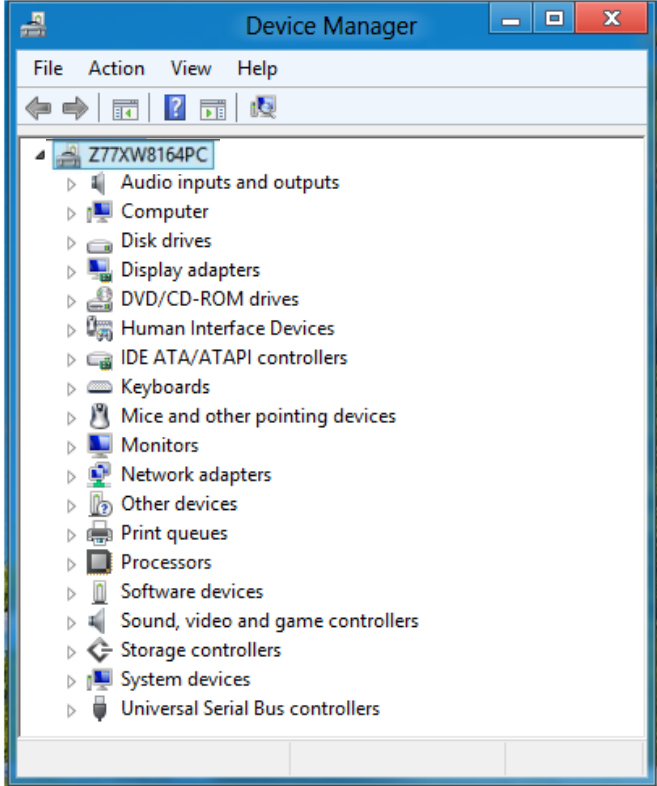 Device Manager
File Action View Help
Z77XW8164PC
Audio inputs and outputs
Computer
Disk drives
Display adapters
DVD/CD-ROM drives
Human Interface Devices
IDE ATA/ATAPI controllers
Keyboards
Mice and other pointing devices
Monitors
Network adapters
Other devices
Print queues
Processors
Software devices
Sound, video and game controllers
Storage controllers
System devices
Universal Serial Bus controllers